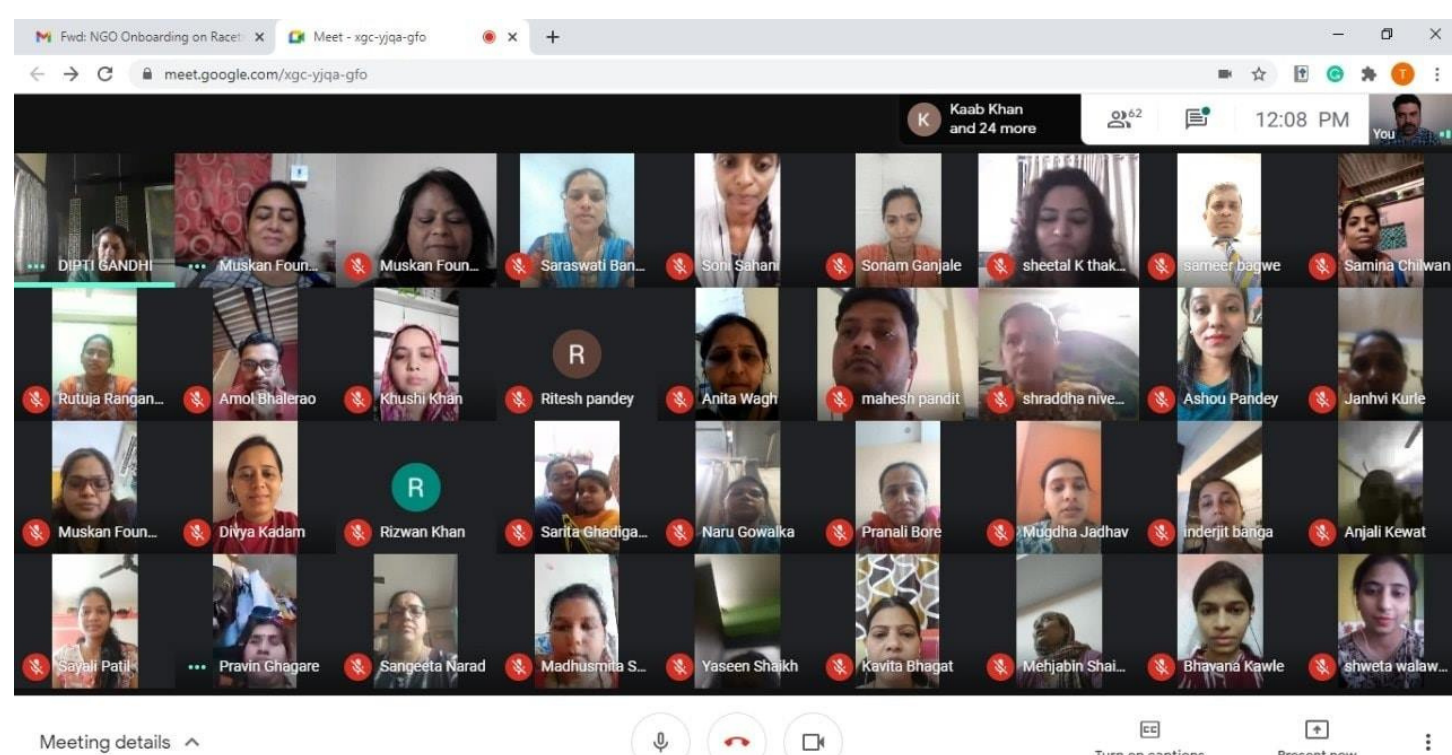 Fwd: NGO Onboarding on Racet
Meet - xgc-yjqa-gfo
meet.google.com/xgc-yjqa-gfo
T
K
Kaab Khan
and 24 more
62
12:08 PM
You
DIPTI GANDHI
Muskan Foun...
Muskan Foun...
Saraswati Ban...
Soni Sahani
Sonam Ganjale
sheetal K thak...
sameer bagwe
Samina Chilwan
R
Rutuja Rangan...
Amol Bhalerao
Khushi Khan
Ritesh pandey
Anita Wagh
mahesh pandit
shraddha nive...
Ashou Pandey
Janhvi Kurle
R
Muskan Foun...
Divya Kadam
Rizwan Khan
Sarita Ghadiga...
Naru Gowalka
Pranali Bore
Mugdha Jadhav
inderjit banga
Anjali Kewat
Sayali Patil
Pravin Ghagare
Sangeeta Narad
Madhusmita S...
Yaseen Shaikh
Kavita Bhagat
Mehjabin Shai...
Bhavana Kawle
shweta walaw...
Meeting details
CC
Turn on captions
Present now